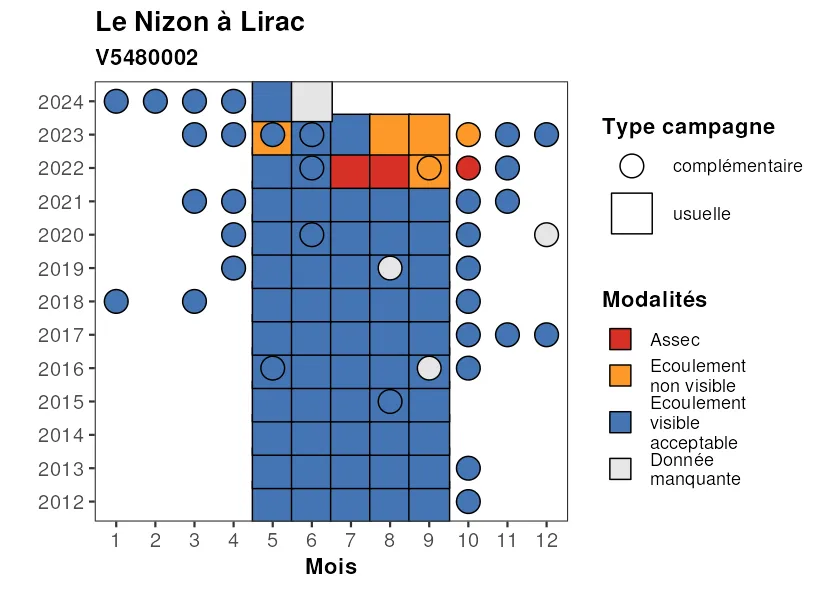 Le Nizon à Lirac
V5480002
2024
2023
2022
2021
2020
2019
2018
2017
2016
2015
2014
2013
2012
1 2 3 4 5 6 7 8 9 10 11 12
Mois
Type campagne
complémentaire
usuelle
Modalités
Assec
Ecoulement
non visible
Ecoulement
visible
acceptable
Donnée
manquante